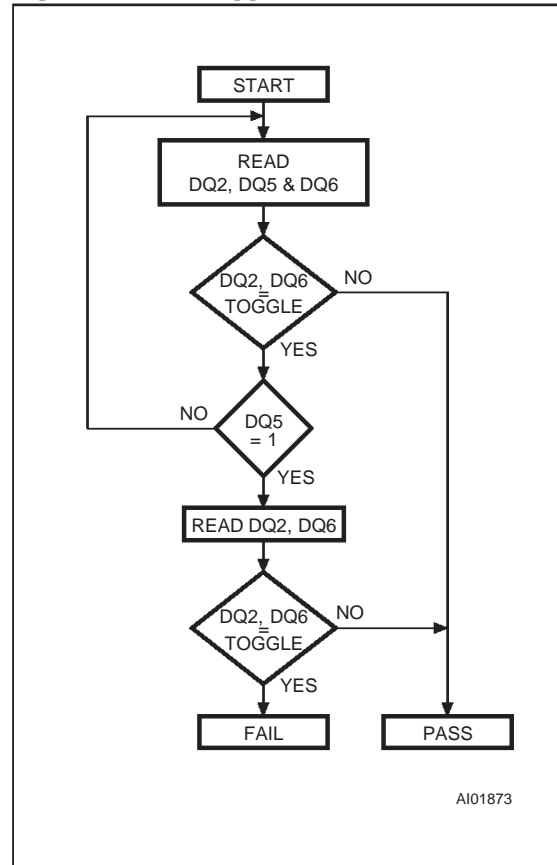 START
READ
DQ2, DQ5 & DQ6
DQ2, DQ6
=
TOGGLE
NO
YES
NO
DQ5
= 1
YES
READ DQ2, DQ6
DQ2, DQ6
=
TOGGLE
NO
YES
FAIL
PASS
AI01873